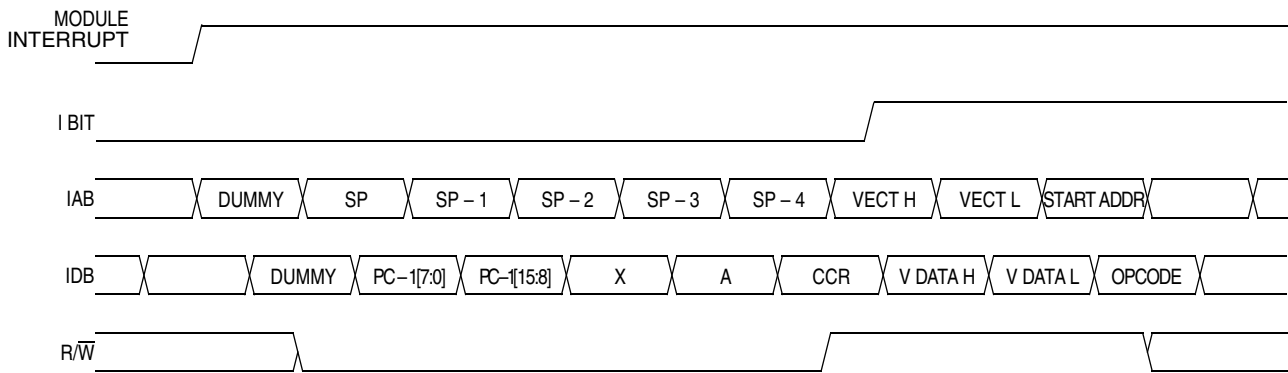 MODULE
INTERRUPT
I BIT
IAB DUMMY SP SP – 1 SP – 2 SP – 3 SP – 4 VECT H VECT L START ADDR
IDB DUMMY PC – 1[7:0] PC–1[15:8] X A CCR V DATA H V DATA L OPCODE
R/W̅